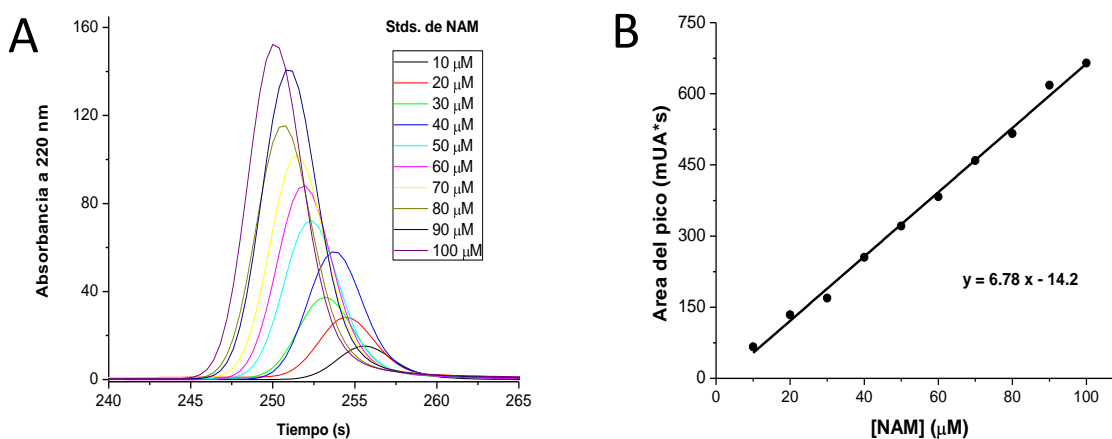 A
Stds. de NAM
10 μM
20 μM
30 μM
40 μM
50 μM
60 μM
70 μM
80 μM
90 μM
100 μM
Absorbancia a 220 nm
160
120
80
40
0
240 245 250 255 260 265
Tiempo (s)
B
Area del pico (mUA*s)
750
600
450
300
150
0
y = 6.78 x - 14.2
0 20 40 60 80 100
[NAM] (μM)